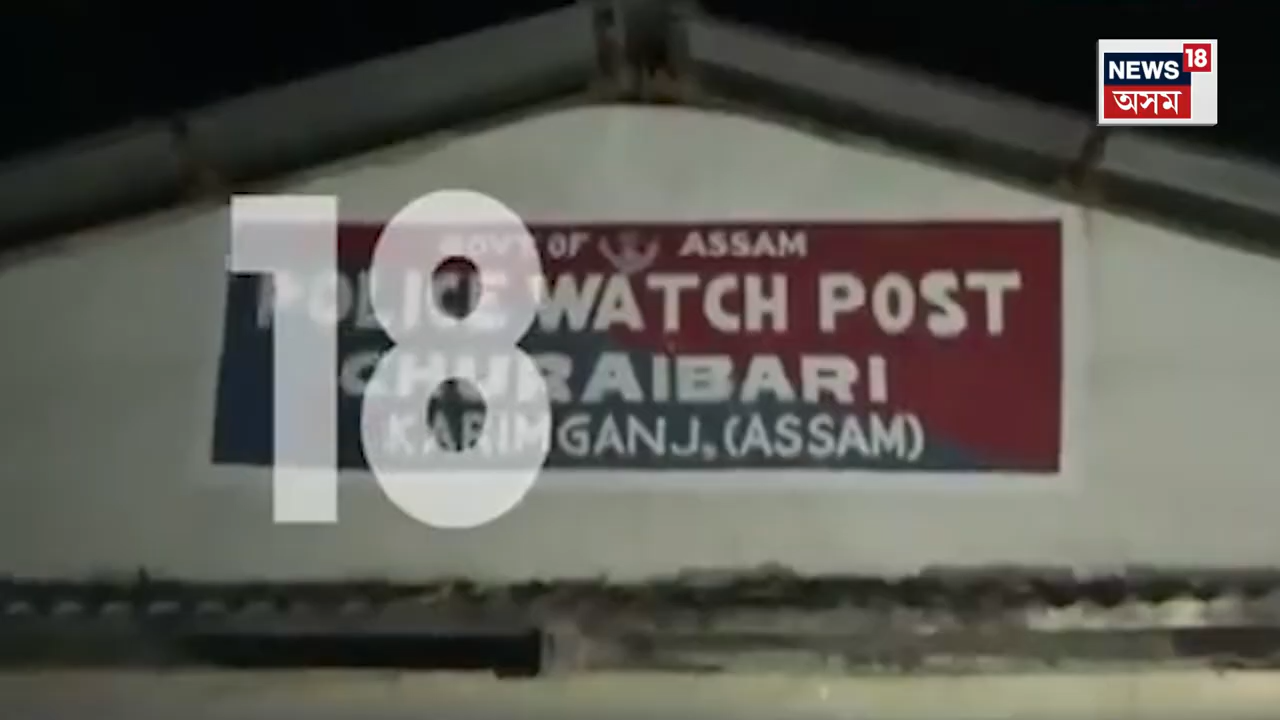 NEWS 18
অসম
18
GOVT OF ASSAM
POLICE WATCH POST
CHURAIBARI
KARIMGANJ, (ASSAM)